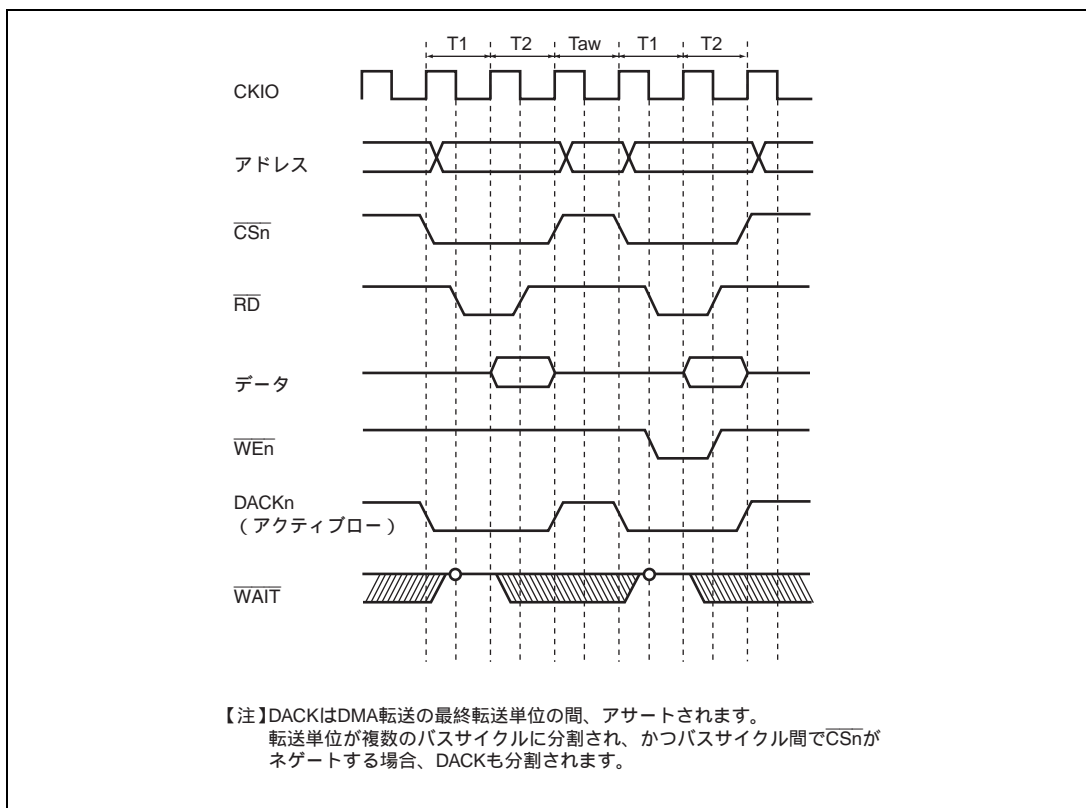 T1 T2 Taw T1 T2
CKIO
アドレス
CSn
RD
データ
WEn
DACKn
（アクティブロー）
WAIT
【注】DACKはDMA転送の最終転送単位の間、アサートされます。
転送単位が複数のバスサイクルに分割され、かつバスサイクル間でCSnが
ネゲートする場合、DACKも分割されます。